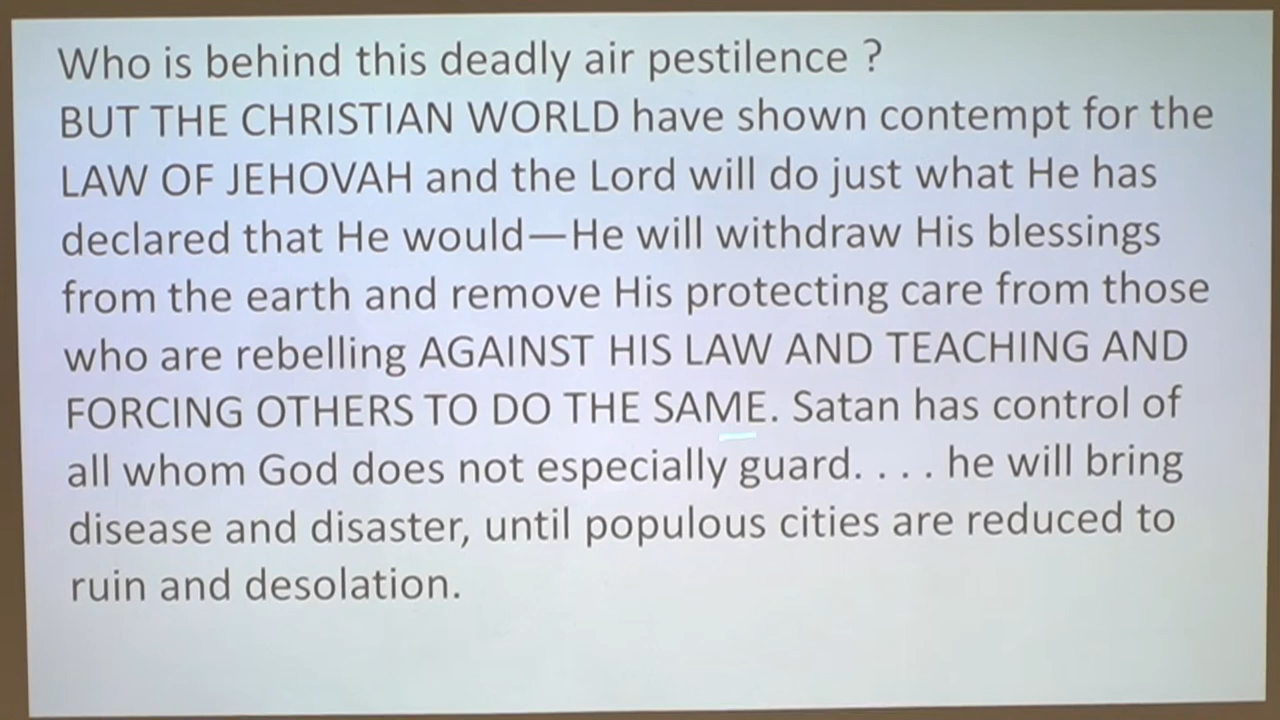 Who is behind this deadly air pestilence ?
BUT THE CHRISTIAN WORLD have shown contempt for the
LAW OF JEHOVAH and the Lord will do just what He has
declared that He would—He will withdraw His blessings
from the earth and remove His protecting care from those
who are rebelling AGAINST HIS LAW AND TEACHING AND
FORCING OTHERS TO DO THE SAME. Satan has control of
all whom God does not especially guard. . . . he will bring
disease and disaster, until populous cities are reduced to
ruin and desolation.